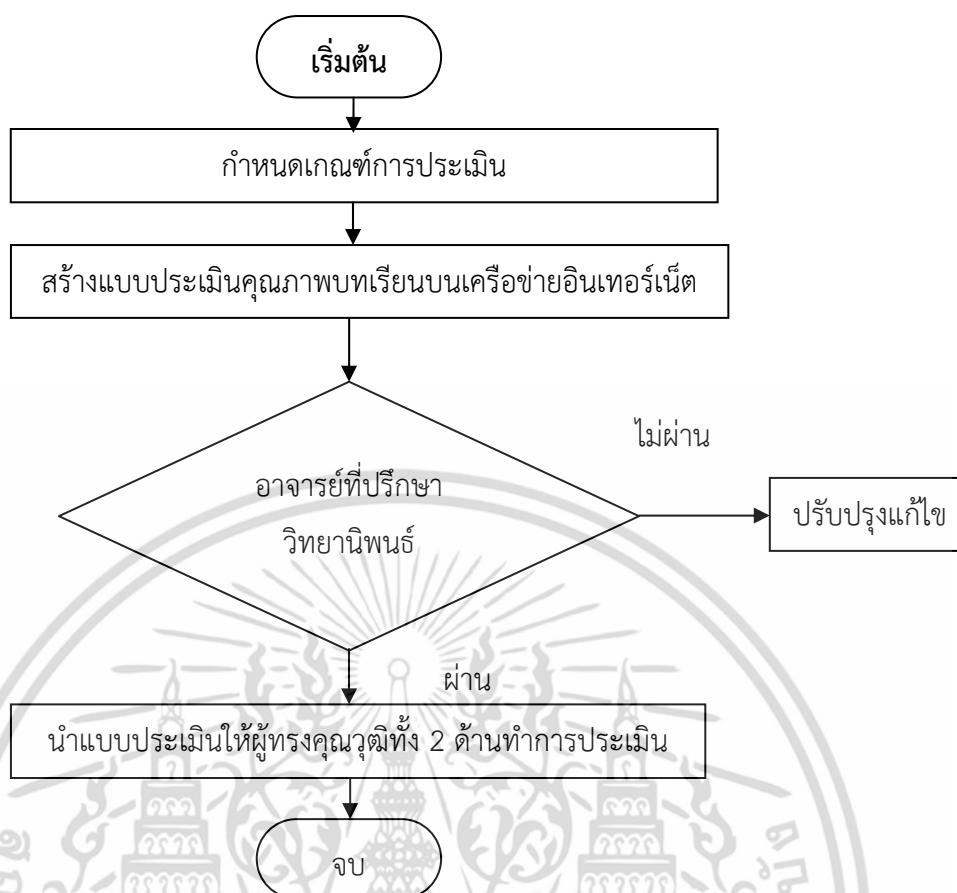 เริ่มต้น
กำหนดเกณฑ์การประเมิน
สร้างแบบประเมินคุณภาพบทเรียนบนเครือข่ายอินเทอร์เน็ต
ไม่ผ่าน
อาจารย์ที่ปรึกษา
วิทยานิพนธ์
ปรับปรุงแก้ไข
ผ่าน
นำแบบประเมินให้ผู้ทรงคุณวุฒิทั้ง 2 ด้านทำการประเมิน
จบ